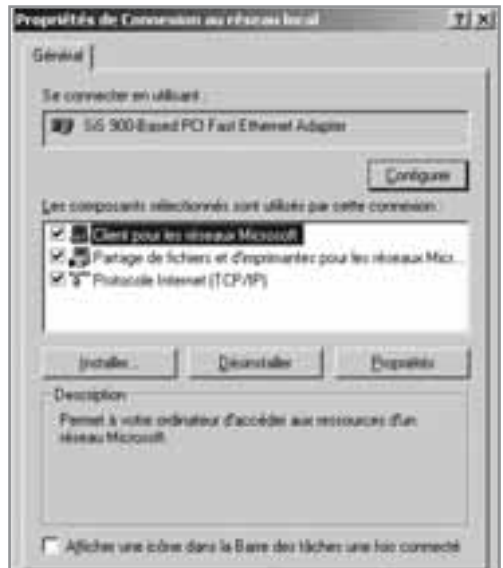 Propriétés de Connexion au réseau local
Général
Se connecter en utilisant :
SiS 900-Based PCI Fast Ethernet Adapter
Configurer
Les composants sélectionnés sont utilisés par cette connexion :
Client pour les réseaux Microsoft
Partage de fichiers et d'imprimantes pour les réseaux Micr...
Protocole Internet (TCP/IP)
Installer...
Désinstaller
Propriétés
Description
Permet à votre ordinateur d'accéder aux ressources d'un
réseau Microsoft.
Afficher une icône dans la Barre des tâches une fois connecté